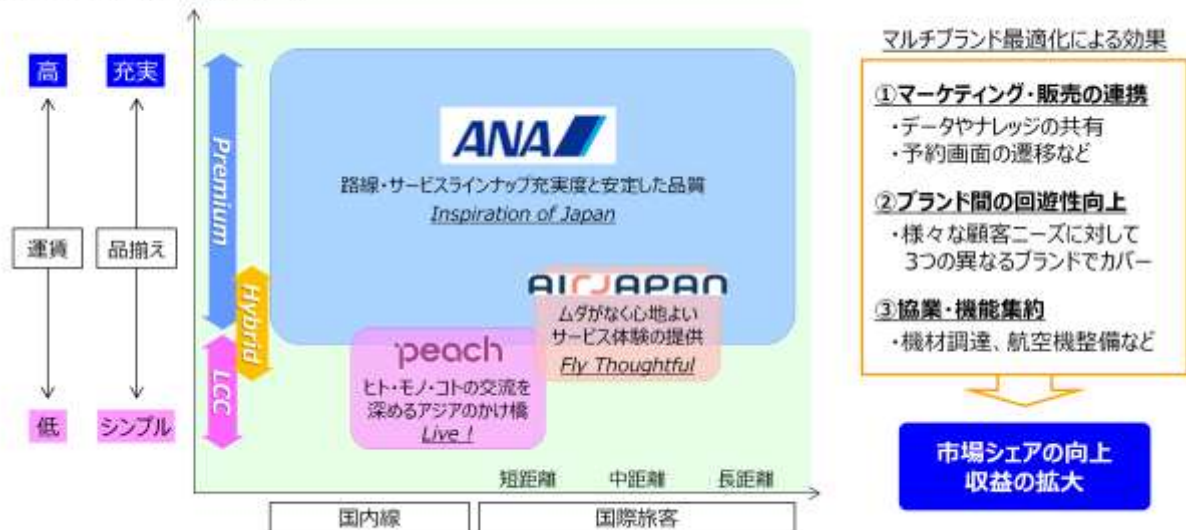 高
充実
運賃
品揃え
低
シンプル
Premium
Hybrid
LCC
ANA
路線・サービスラインナップ充実度と安定した品質
Inspiration of Japan
AIRJAPAN
ムダがなく心地よい
サービス体験の提供
Fly Thoughtful
peach
ヒト・モノ・コトの交流を
深めるアジアのかけ橋
Live !
短距離
中距離
長距離
国内線
国際旅客
マルチブランド最適化による効果
①マーケティング・販売の連携
・データやナレッジの共有
・予約画面の遷移など
②ブランド間の回遊性向上
・様々な顧客ニーズに対して
3つの異なるブランドでカバー
③協業・機能集約
・機材調達、航空機整備など
市場シェアの向上
収益の拡大